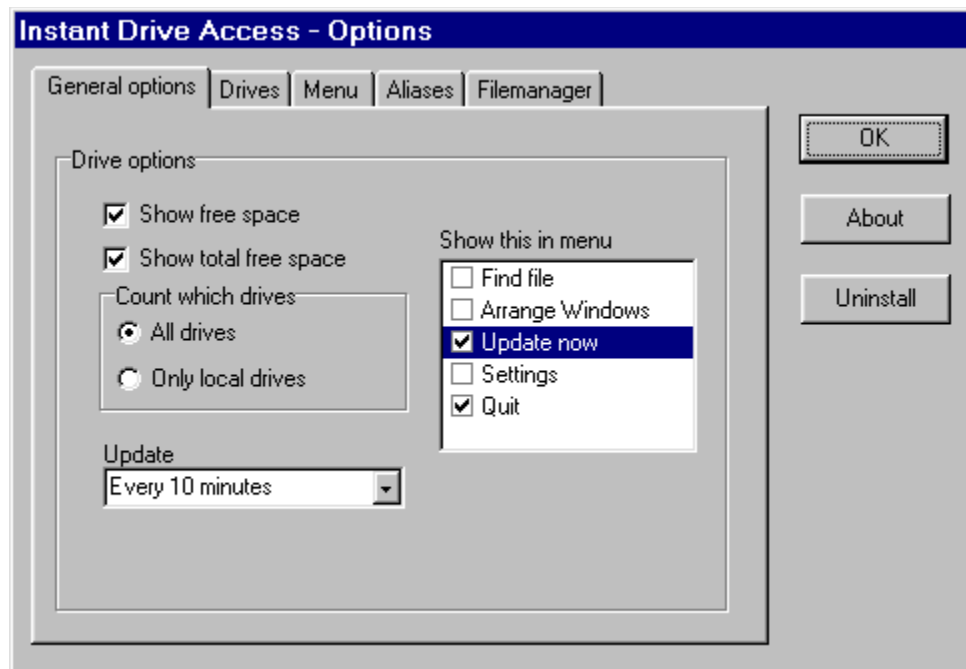 Instant Drive Access - Options
General options
Drives
Menu
Aliases
Filemanager
Drive options
Show free space
Show total free space
Count which drives
All drives
Only local drives
Update
Every 10 minutes
Show this in menu
Find file
Arrange Windows
Update now
Settings
Quit
OK
About
Uninstall